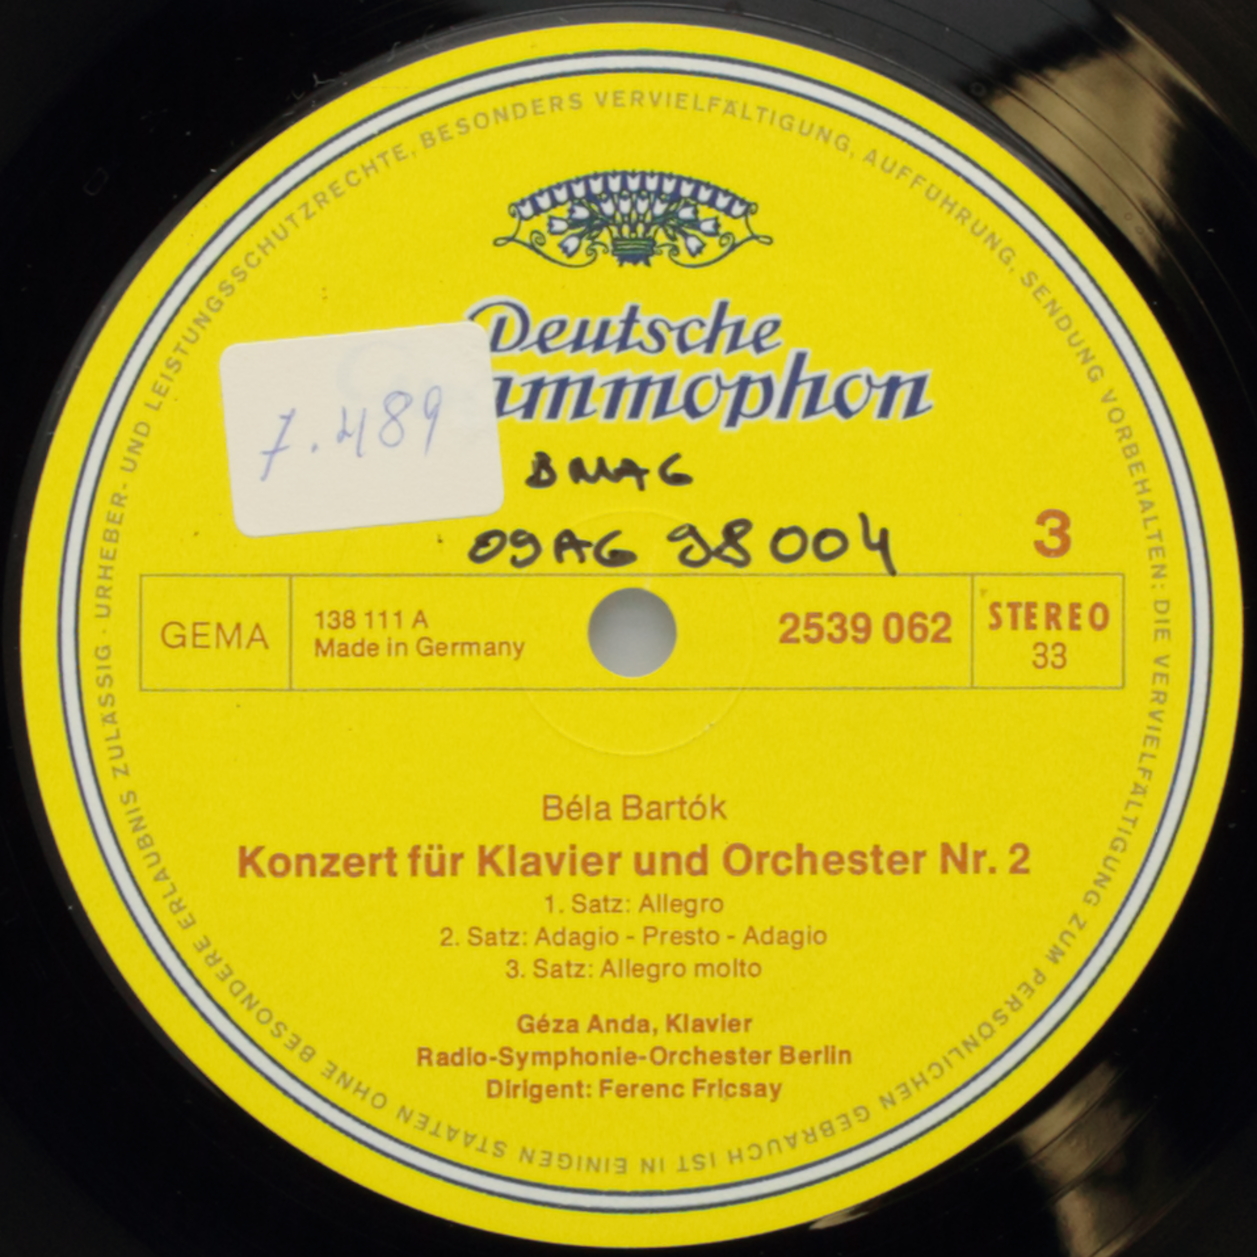 URHEBER- UND LEISTUNGSSCHUTZRECHTE, BESONDERS VERVIELFÄLTIGUNG, AUFFÜHRUNG, SENDUNG VORBEHALTEN; DIE VERVIELFÄLTIGUNG ZUM PERSÖNLICHEN GEBRAUCH IST IN EINIGEN STAATEN OHNE BESONDERE ERLAUBNIS ZULÄSSIG ·
Deutsche
ammophon
7.489
BMAG
09AG 98004
3
GEMA
138 111 A
Made in Germany
2539 062
STEREO
33
Béla Bartók
Konzert für Klavier und Orchester Nr. 2
1. Satz: Allegro
2. Satz: Adagio - Presto - Adagio
3. Satz: Allegro molto
Géza Anda, Klavier
Radio-Symphonie-Orchester Berlin
Dirigent: Ferenc Fricsay